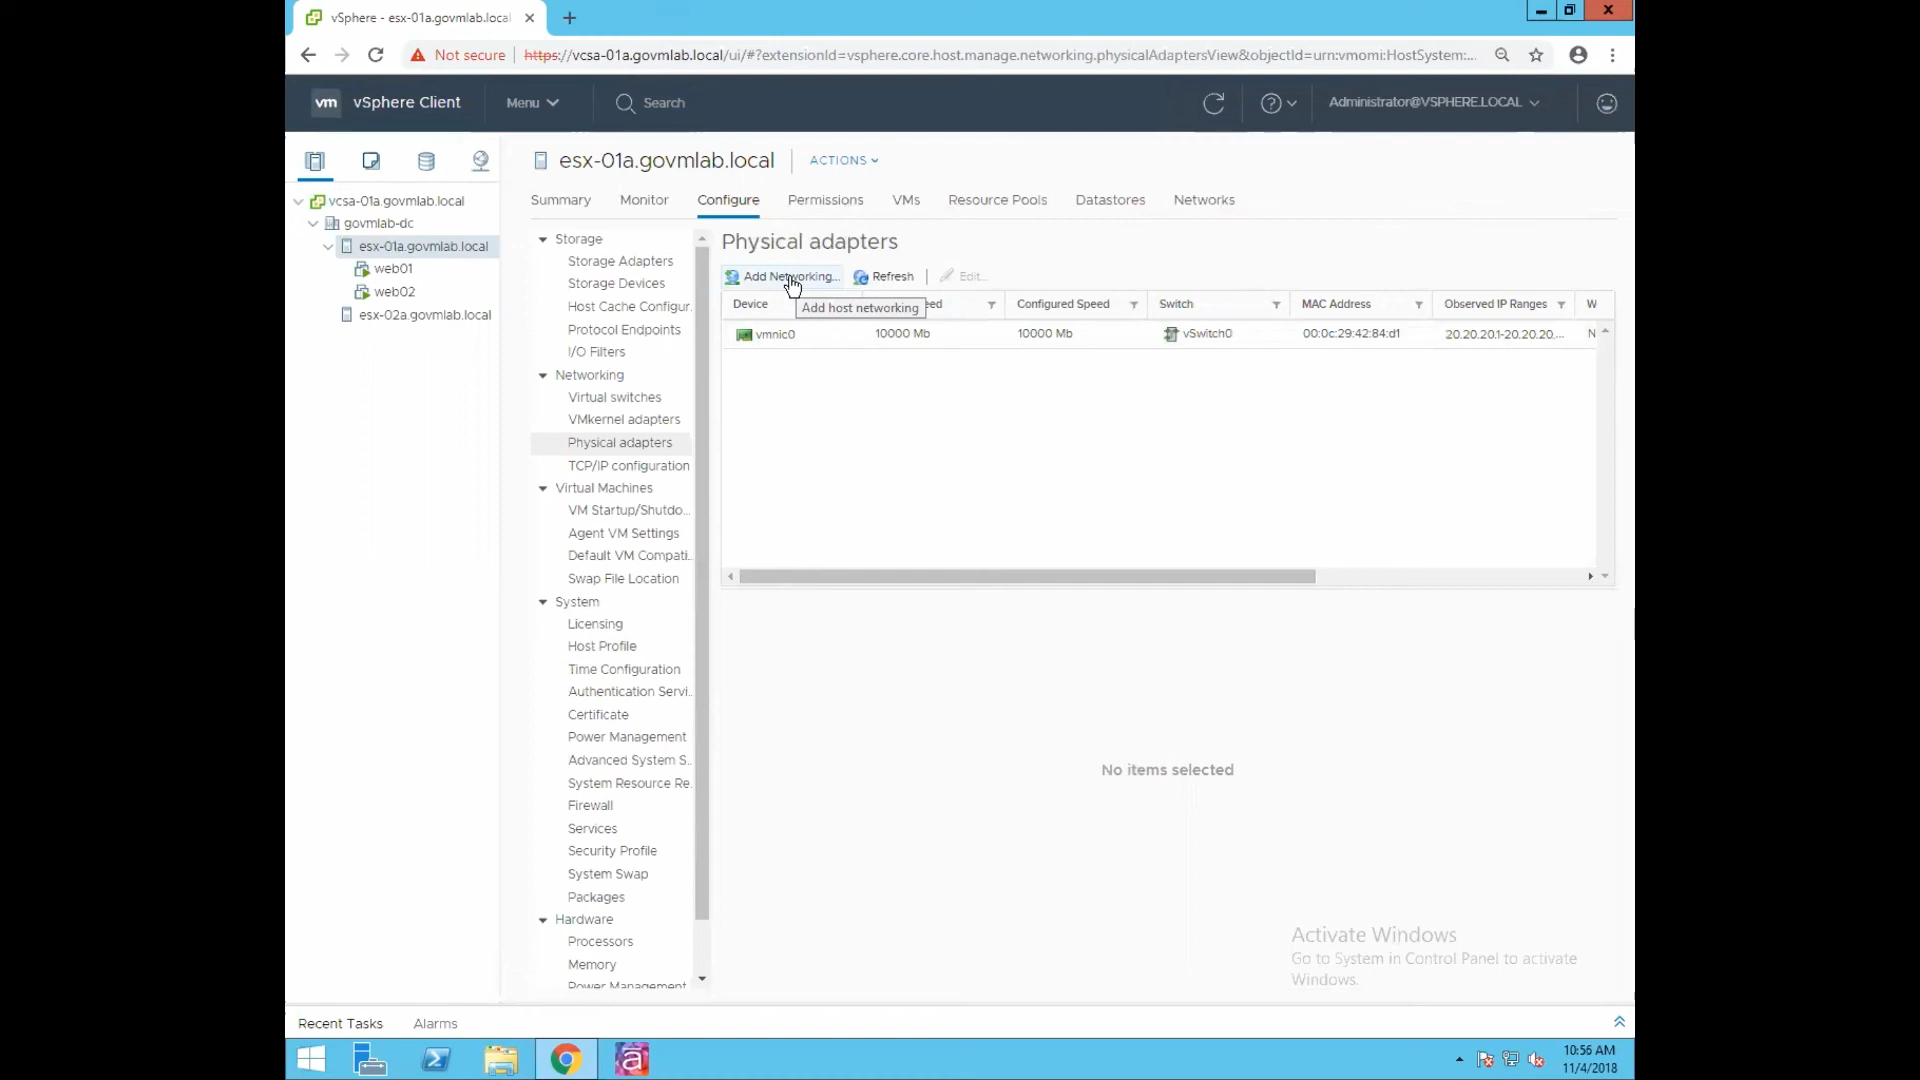 vSphere - esx-01a.govmlab.local
Not secure
https://vcsa-01a.govmlab.local/ui/#?extensionId=vsphere.core.host.manage.networking.physicalAdaptersView&objectId=urn:vmomi:HostSystem:...
vm
vSphere Client
Menu
Search
Administrator@VSPHERE.LOCAL
vcsa-01a.govmlab.local
govmlab-dc
esx-01a.govmlab.local
web01
web02
esx-02a.govmlab.local
esx-01a.govmlab.local
ACTIONS
Summary
Monitor
Configure
Permissions
VMs
Resource Pools
Datastores
Networks
Storage
Storage Adapters
Storage Devices
Host Cache Configur.
Protocol Endpoints
I/O Filters
Networking
Virtual switches
VMkernel adapters
Physical adapters
TCP/IP configuration
Virtual Machines
VM Startup/Shutdo...
Agent VM Settings
Default VM Compati..
Swap File Location
System
Licensing
Host Profile
Time Configuration
Authentication Servi..
Certificate
Power Management
Advanced System S..
System Resource Re.
Firewall
Services
Security Profile
System Swap
Packages
Hardware
Processors
Memory
Power Management
Physical adapters
Add Networking...
Refresh
Edit...
Add host networking
Device
eed
Configured Speed
Switch
MAC Address
Observed IP Ranges
W
vmnic0
10000 Mb
10000 Mb
vSwitch0
00:0c:29:42:84:d1
20.20.20.1-20.20.20....
N
No items selected
Activate Windows
Go to System in Control Panel to activate
Windows.
Recent Tasks
Alarms
10:56 AM
11/4/2018